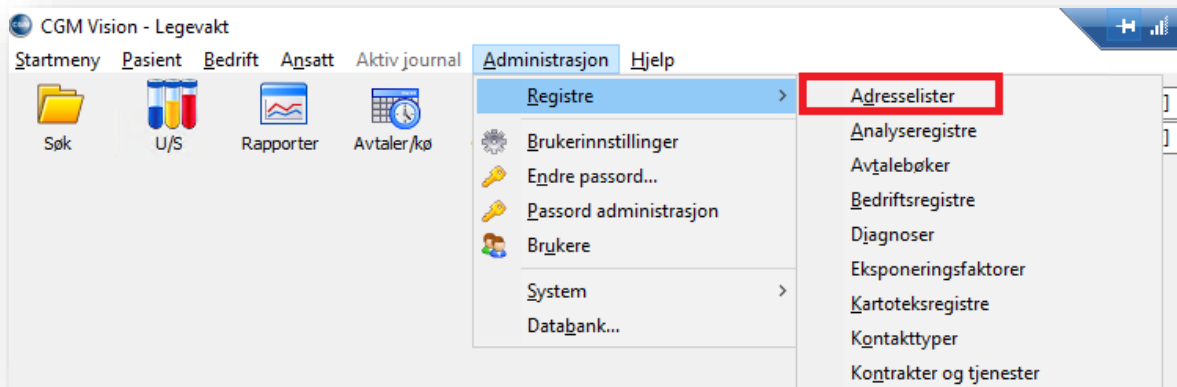 CGM Vision - Legevakt
Startmeny Pasient Bedrift Ansatt Aktiv journal Administrasjon Hjelp
Søk U/S Rapporter Avtaler/kø
Registre
Brukerinnstillinger
Endre passord...
Passord administrasjon
Brukere
System
Databank...
Adresselister
Analyseregistre
Avtalebøker
Bedriftsregistre
Diagnoser
Eksponeringsfaktorer
Kartoteksregistre
Kontakttyper
Kontrakter og tjenester
]
]